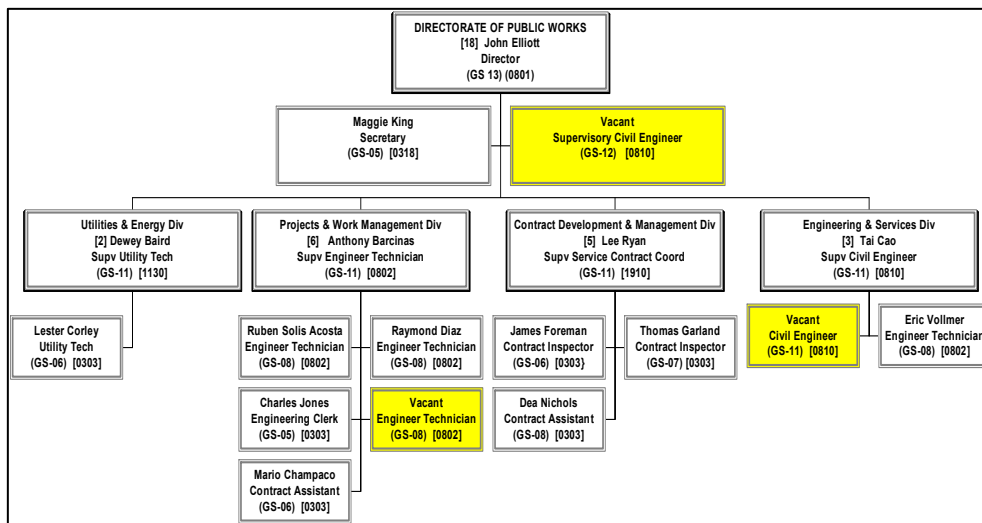 DIRECTORATE OF PUBLIC WORKS
[18] John Elliott
Director
(GS 13) (0801)
Maggie King
Secretary
(GS-05) [0318]
Vacant
Supervisory Civil Engineer
(GS-12) [0810]
Utilities & Energy Div
[2] Dewey Baird
Supv Utility Tech
(GS-11) [1130]
Projects & Work Management Div
[6] Anthony Barcinas
Supv Engineer Technician
(GS-11) [0802]
Contract Development & Management Div
[5] Lee Ryan
Supv Service Contract Coord
(GS-11) [1910]
Engineering & Services Div
[3] Tai Cao
Supv Civil Engineer
(GS-11) [0810]
Lester Corley
Utility Tech
(GS-06) [0303]
Ruben Solis Acosta
Engineer Technician
(GS-08) [0802]
Raymond Diaz
Engineer Technician
(GS-08) [0802]
James Foreman
Contract Inspector
(GS-06) [0303}
Thomas Garland
Contract Inspector
(GS-07) [0303]
Vacant
Civil Engineer
(GS-11) [0810]
Eric Vollmer
Engineer Technician
(GS-08) [0802]
Charles Jones
Engineering Clerk
(GS-05) [0303]
Vacant
Engineer Technician
(GS-08) [0802]
Dea Nichols
Contract Assistant
(GS-08) [0303]
Mario Champaco
Contract Assistant
(GS-06) [0303]